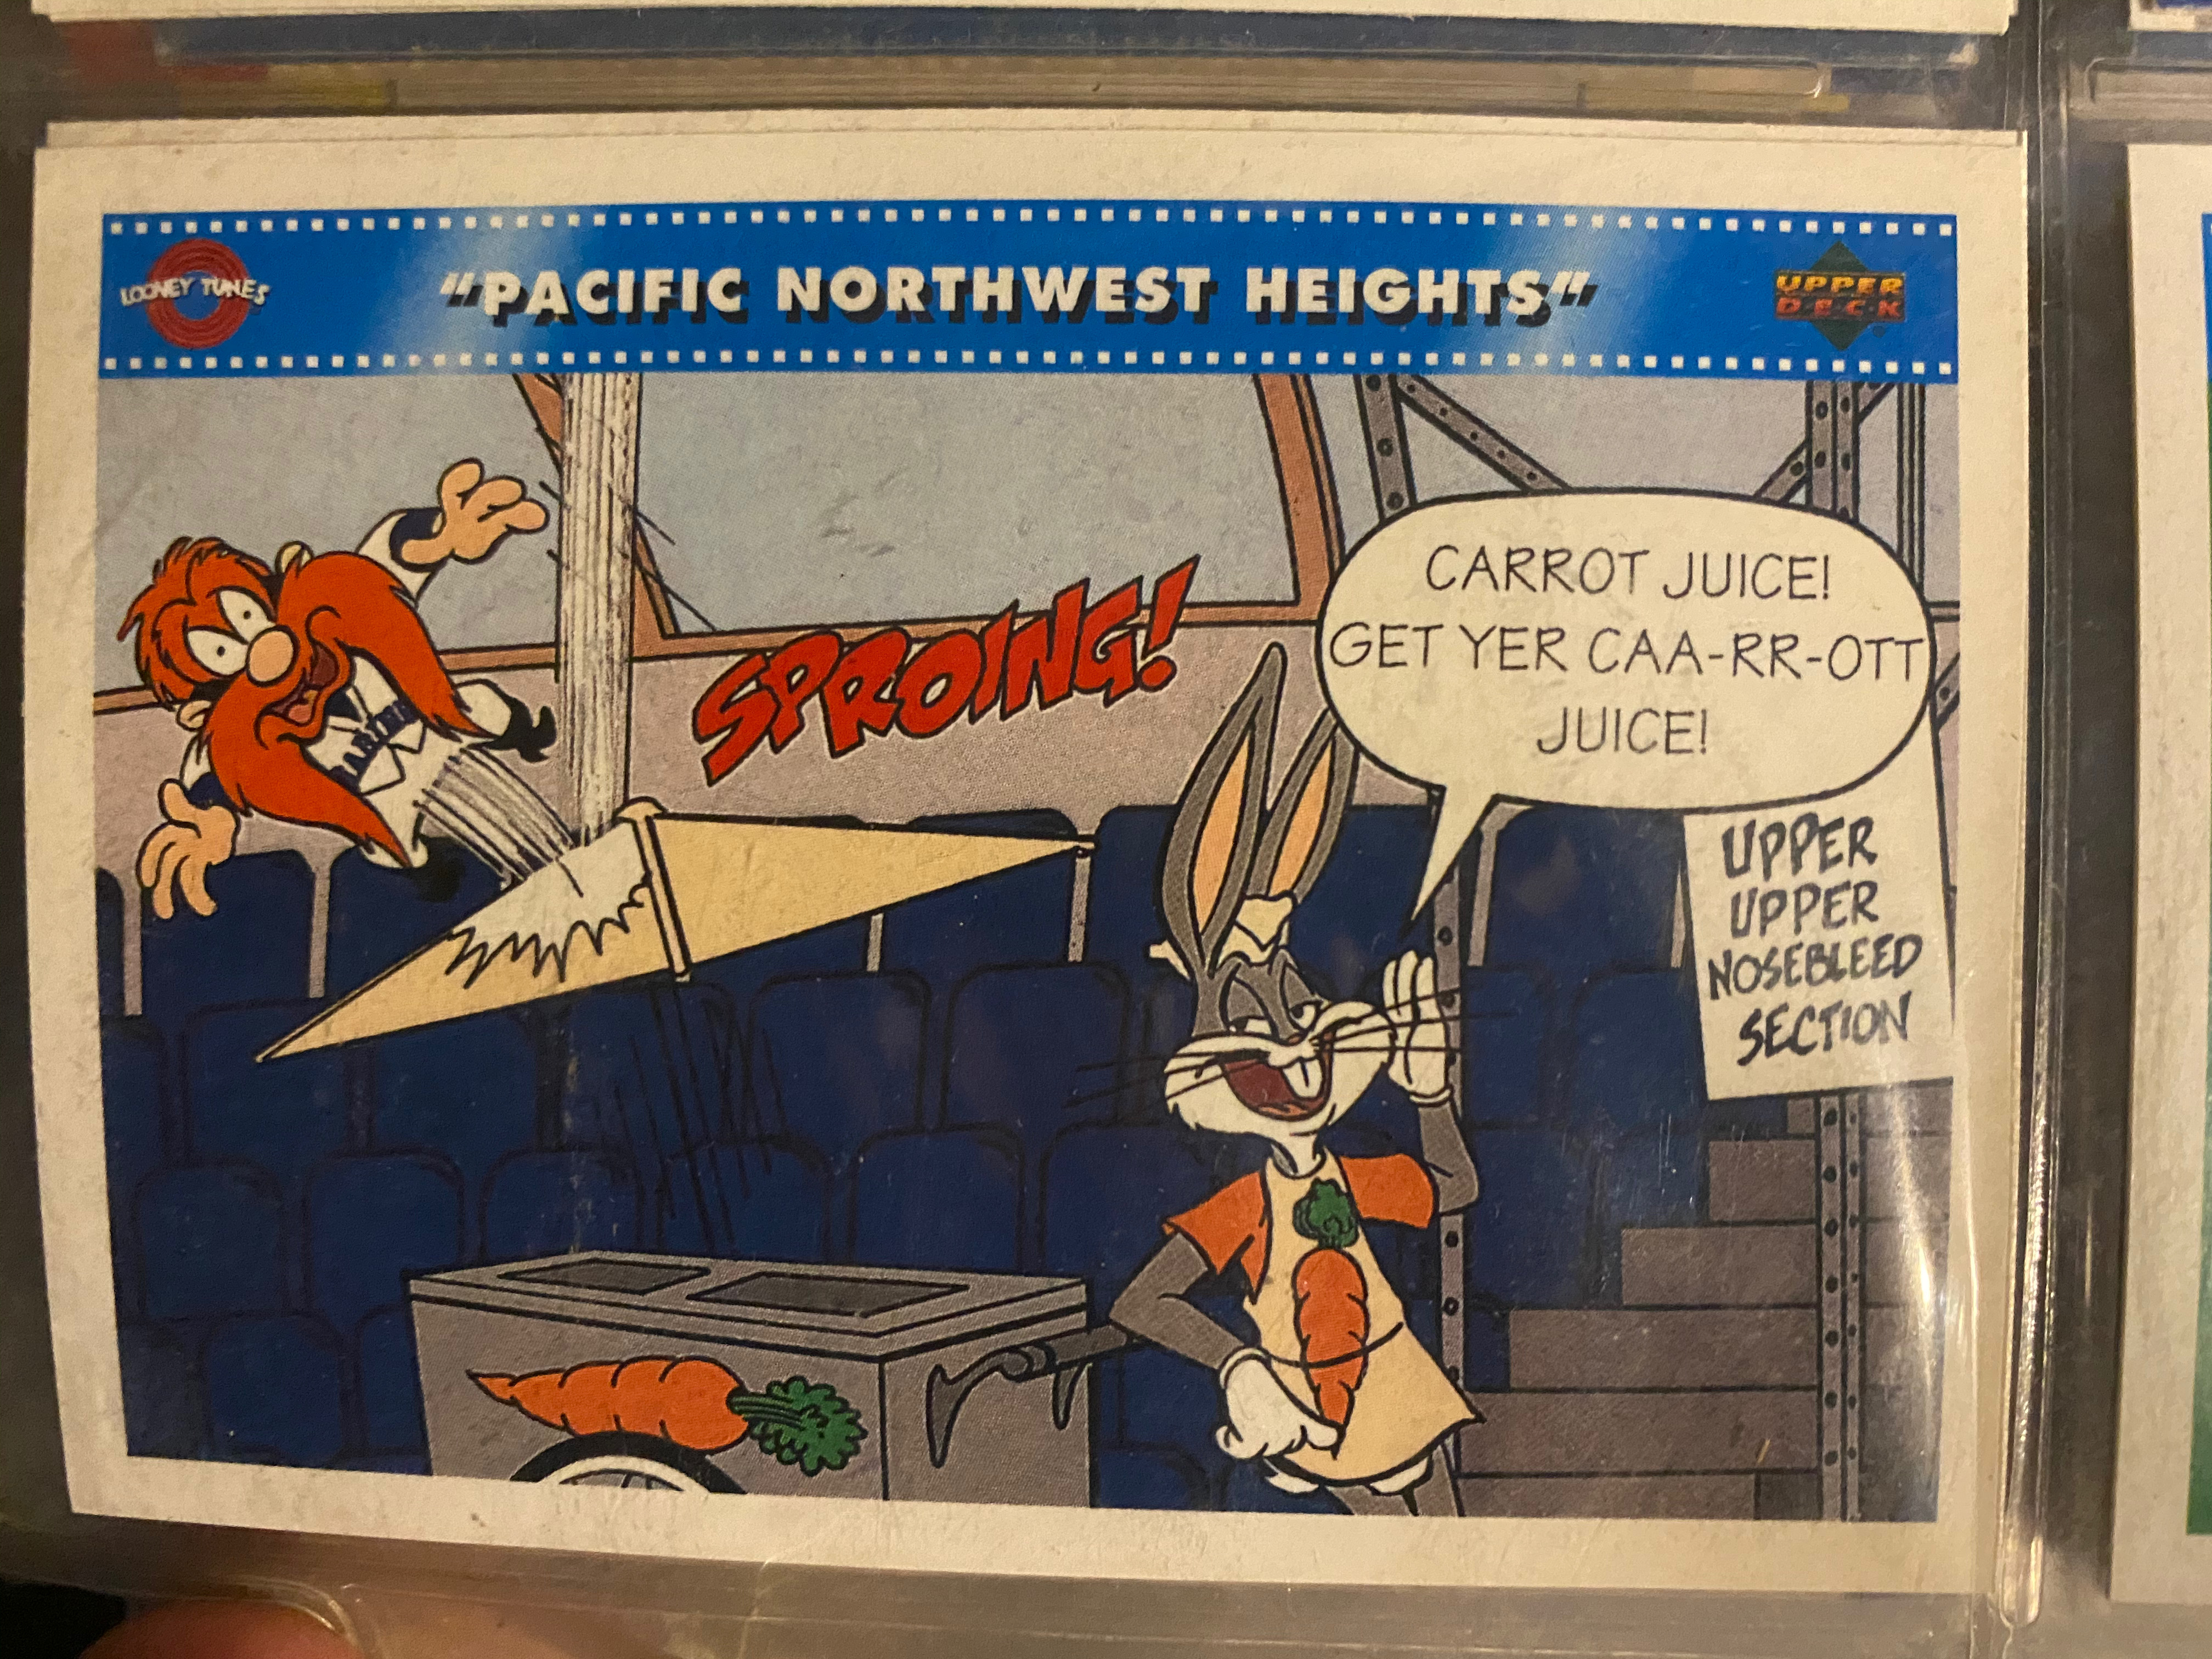 LOONEY TUNES
"PACIFIC NORTHWEST HEIGHTS"
UPPER
DECK
SPROING!
CARROT JUICE!
GET YER CAA-RR-OTT
JUICE!
UPPER
UPPER
NOSEBLEED
SECTION